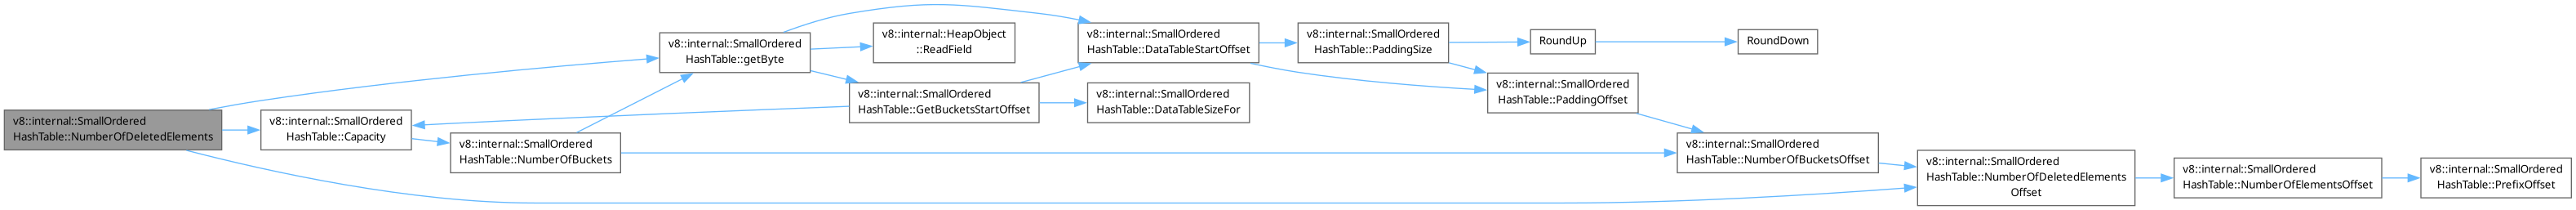 v8::internal::SmallOrdered
HashTable::NumberOfDeletedElements
v8::internal::SmallOrdered
HashTable::getByte
v8::internal::SmallOrdered
HashTable::Capacity
v8::internal::SmallOrdered
HashTable::NumberOfBuckets
v8::internal::HeapObject
::ReadField
v8::internal::SmallOrdered
HashTable::GetBucketsStartOffset
v8::internal::SmallOrdered
HashTable::DataTableStartOffset
v8::internal::SmallOrdered
HashTable::DataTableSizeFor
v8::internal::SmallOrdered
HashTable::PaddingSize
v8::internal::SmallOrdered
HashTable::PaddingOffset
RoundUp
RoundDown
v8::internal::SmallOrdered
HashTable::NumberOfBucketsOffset
v8::internal::SmallOrdered
HashTable::NumberOfDeletedElements
Offset
v8::internal::SmallOrdered
HashTable::NumberOfElementsOffset
v8::internal::SmallOrdered
HashTable::PrefixOffset